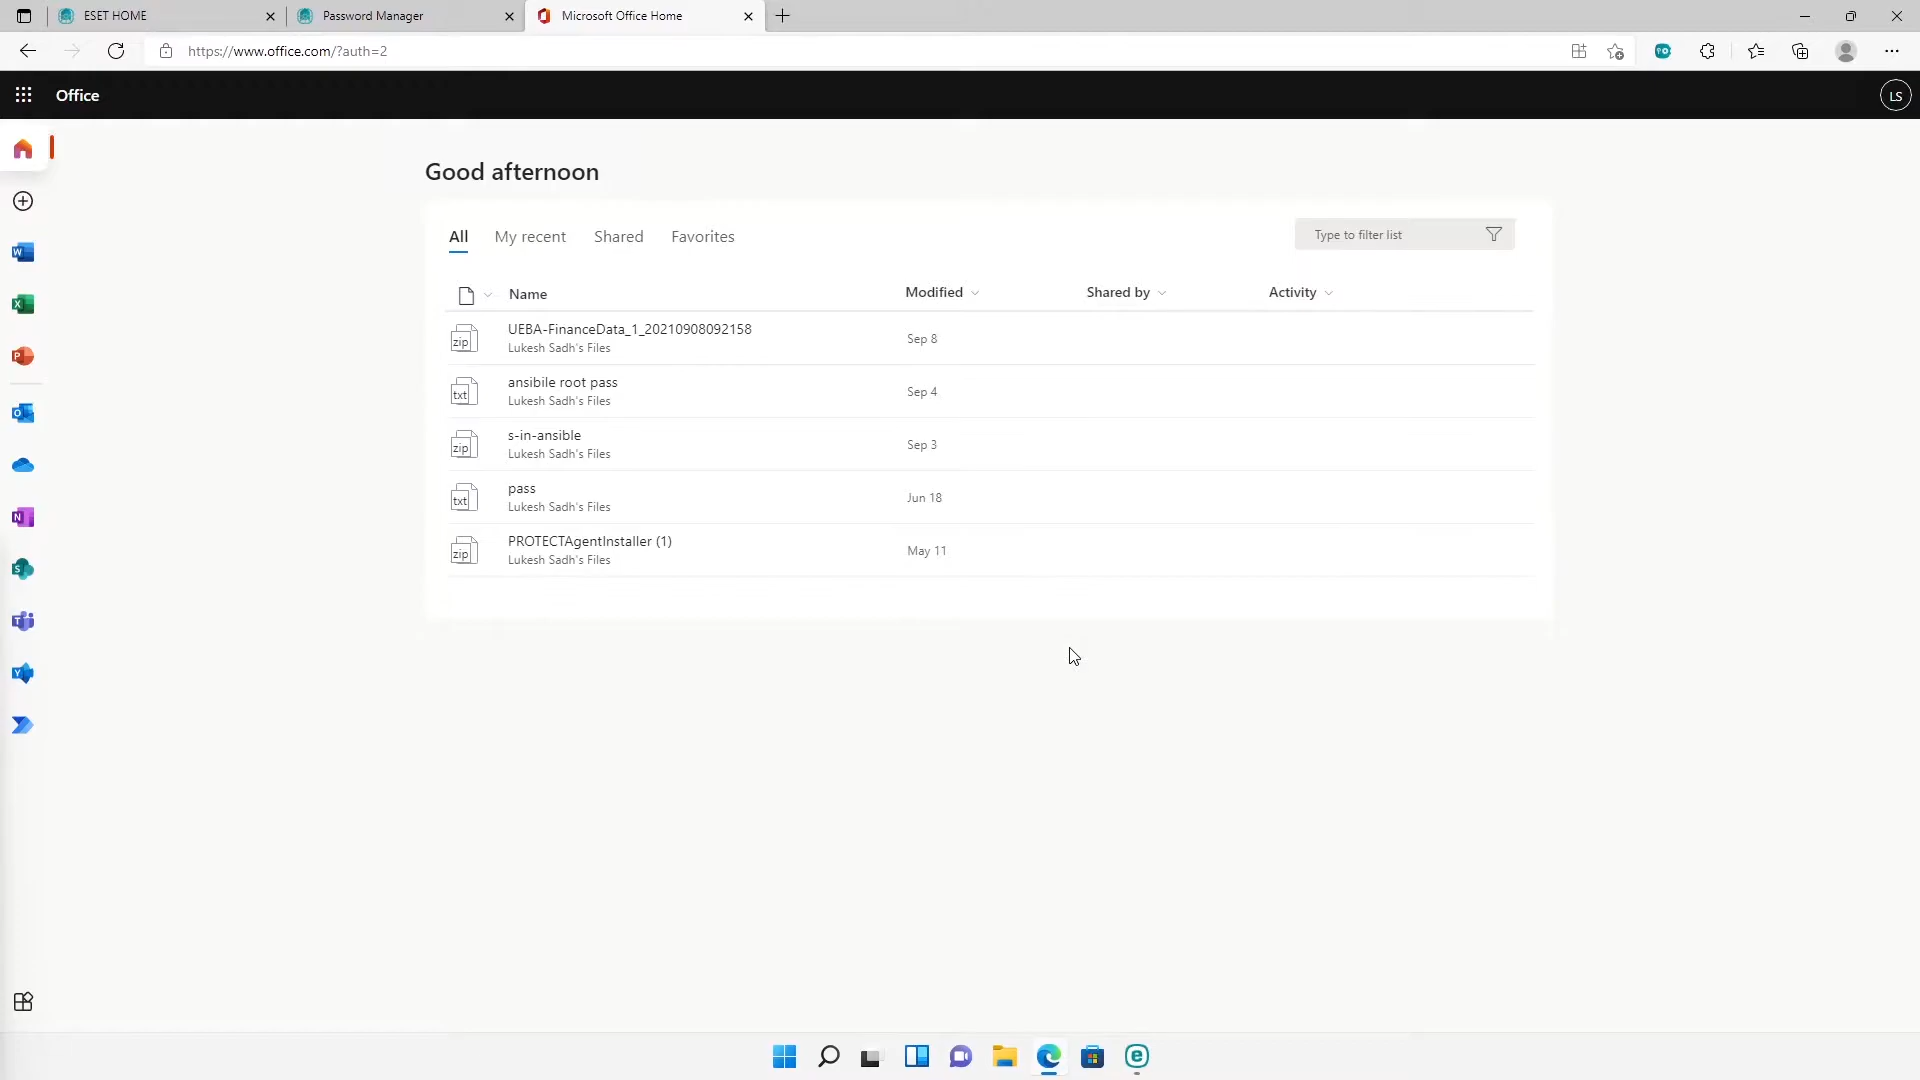 ESET HOME
Password Manager
Microsoft Office Home
https://www.office.com/?auth=2
Office
LS
Good afternoon
All
My recent
Shared
Favorites
Type to filter list
Name
Modified
Shared by
Activity
zip
UEBA-FinanceData_1_20210908092158
Lukesh Sadh's Files
Sep 8
txt
ansibile root pass
Lukesh Sadh's Files
Sep 4
zip
s-in-ansible
Lukesh Sadh's Files
Sep 3
txt
pass
Lukesh Sadh's Files
Jun 18
zip
PROTECTAgentInstaller (1)
Lukesh Sadh's Files
May 11